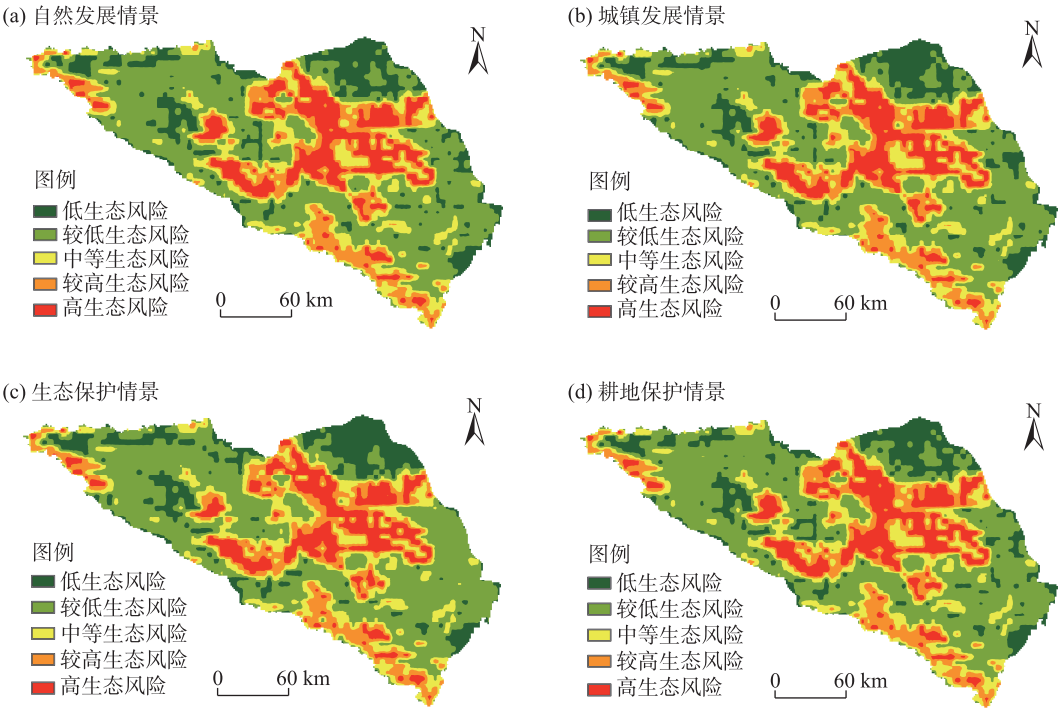 (a) 自然发展情景
N
图例
低生态风险
较低生态风险
中等生态风险
较高生态风险
高生态风险
0 60 km
(b) 城镇发展情景
N
图例
低生态风险
较低生态风险
中等生态风险
较高生态风险
高生态风险
0 60 km
(c) 生态保护情景
N
图例
低生态风险
较低生态风险
中等生态风险
较高生态风险
高生态风险
0 60 km
(d) 耕地保护情景
N
图例
低生态风险
较低生态风险
中等生态风险
较高生态风险
高生态风险
0 60 km